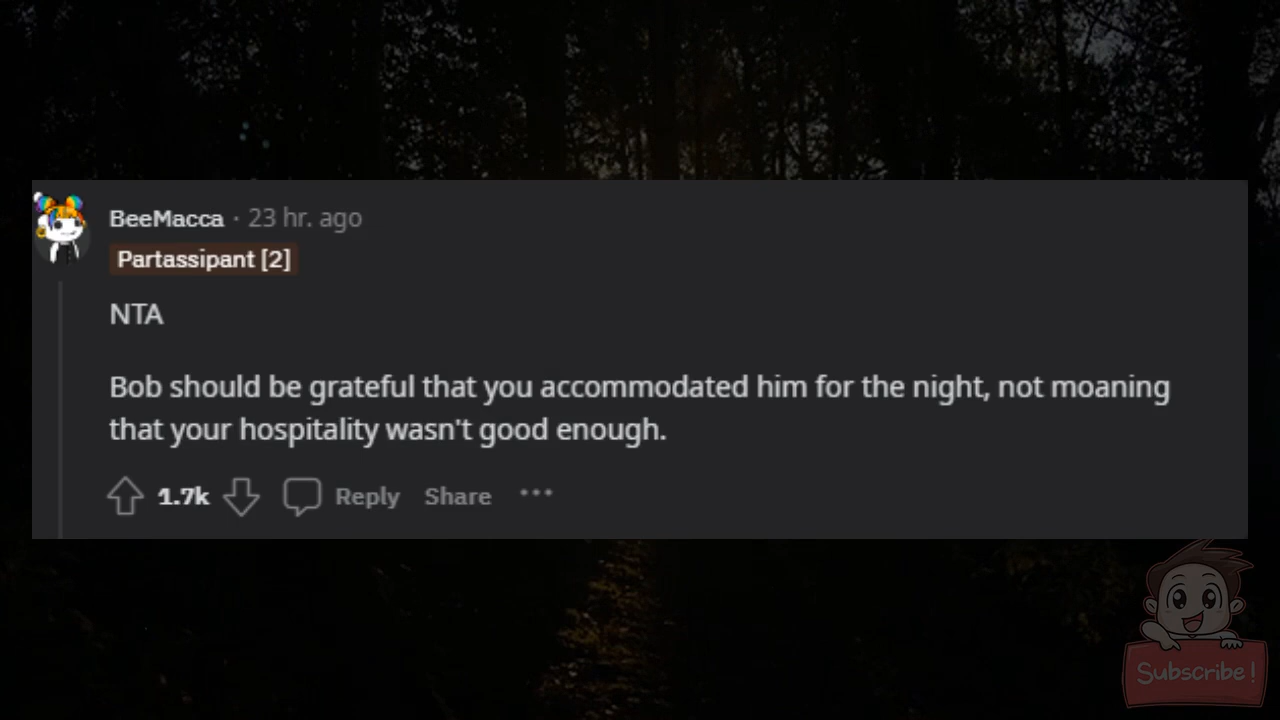 BeeMacca · 23 hr. ago
Partassipant [2]
NTA
Bob should be grateful that you accommodated him for the night, not moaning
that your hospitality wasn't good enough.
1.7k Reply Share ...
Subscribe!